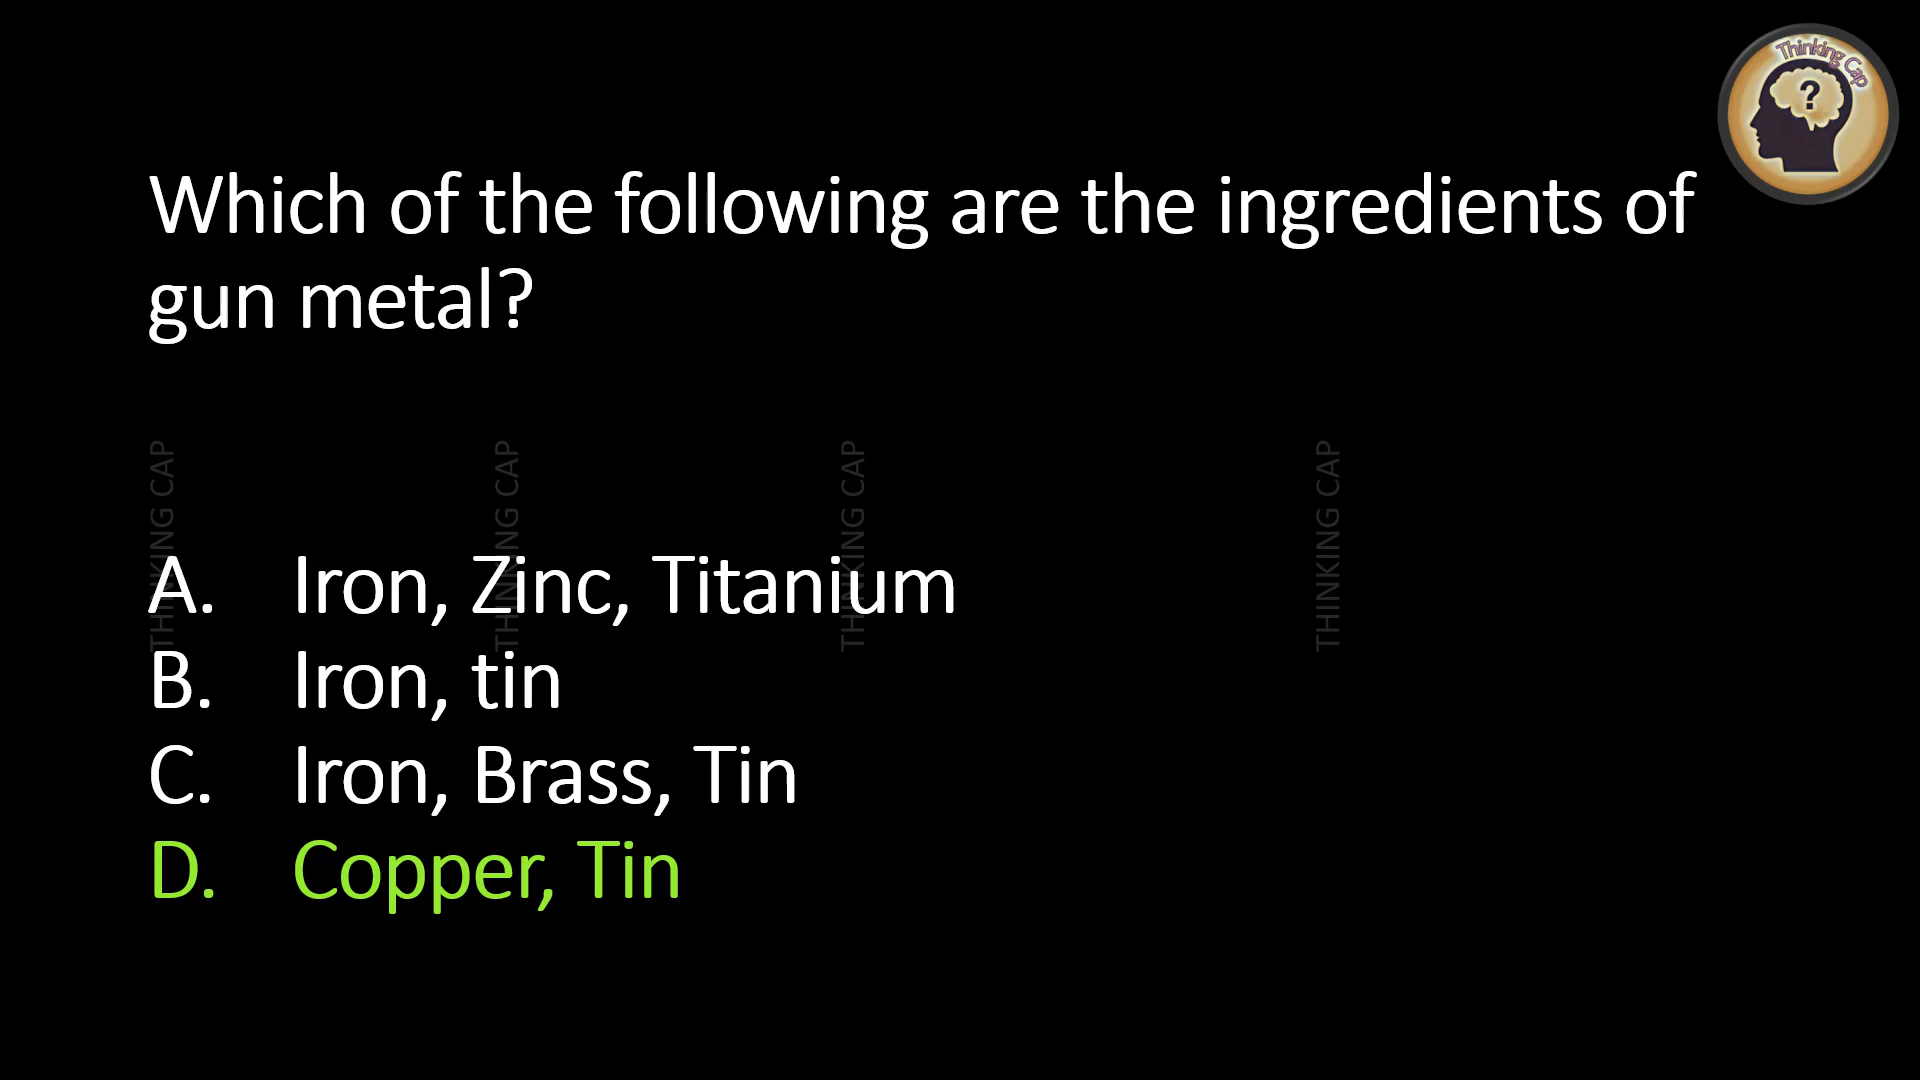 Thinking Cap
?
Which of the following are the ingredients of
gun metal?
THINKING CAP
THINKING CAP
THINKING CAP
THINKING CAP
A. Iron, Zinc, Titanium
B. Iron, tin
C. Iron, Brass, Tin
D. Copper, Tin